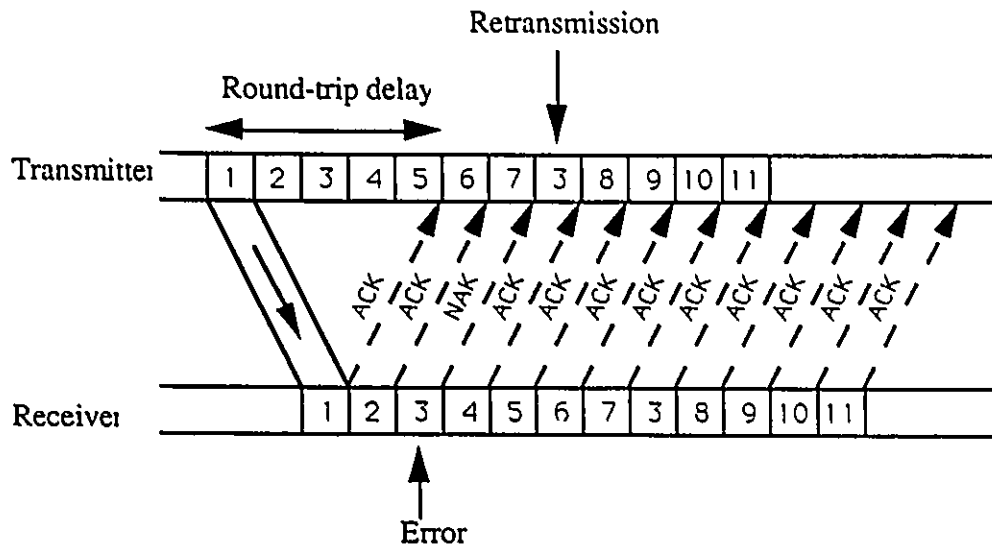 Retransmission
Round-trip delay
Transmitter
1 2 3 4 5 6 7 3 8 9 10 11
ACK ACK NAK ACK ACK ACK ACK ACK ACK ACK ACK ACK
Receiver
1 2 3 4 5 6 7 3 8 9 10 11
Error